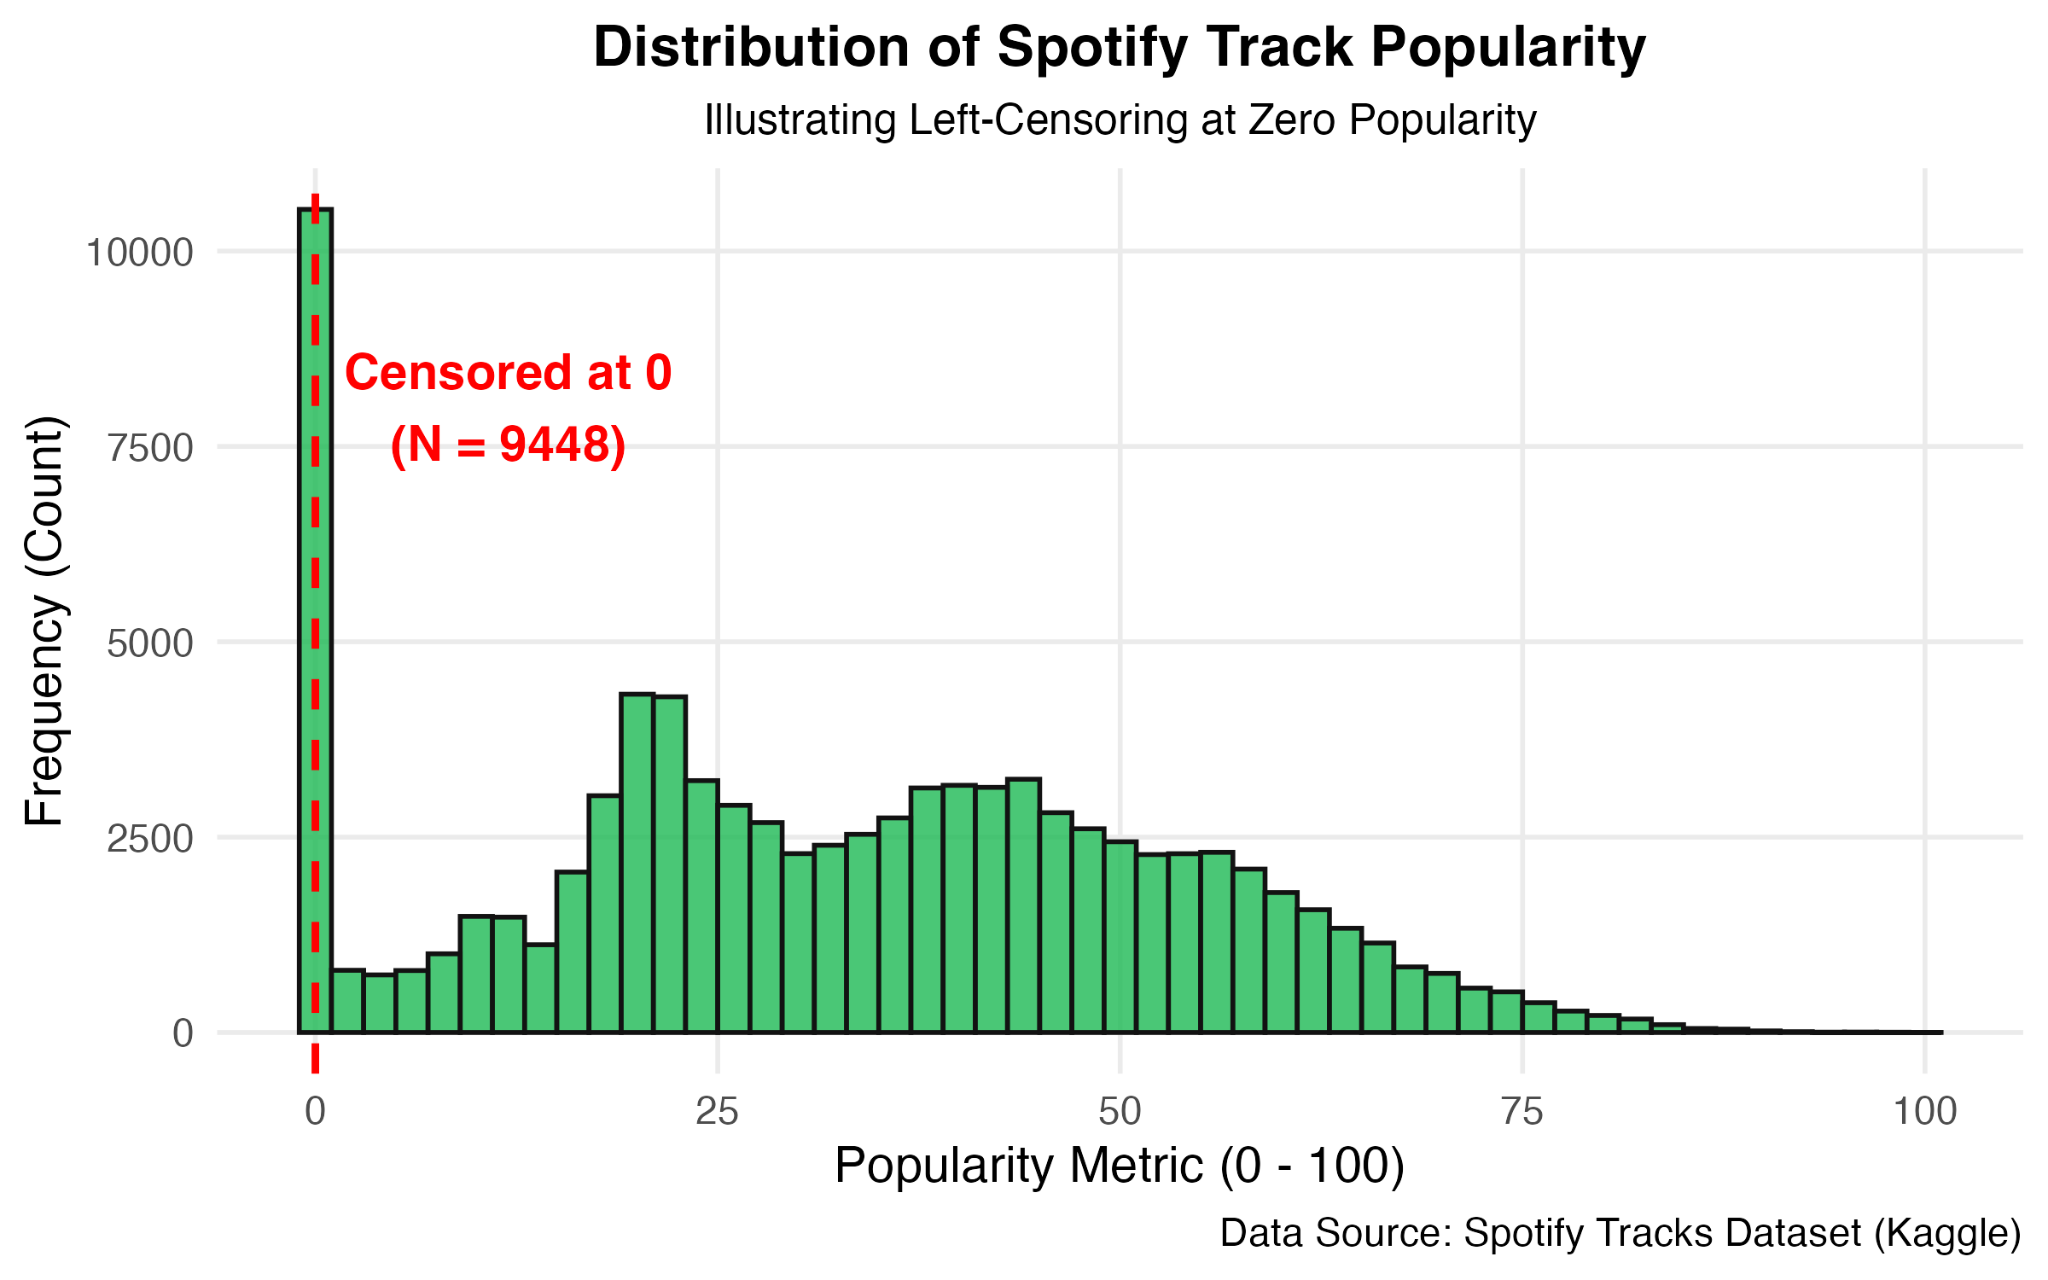 Distribution of Spotify Track Popularity
Illustrating Left-Censoring at Zero Popularity
Frequency (Count)
10000
7500
5000
2500
0
Censored at 0
(N = 9448)
0
25
50
75
100
Popularity Metric (0 - 100)
Data Source: Spotify Tracks Dataset (Kaggle)